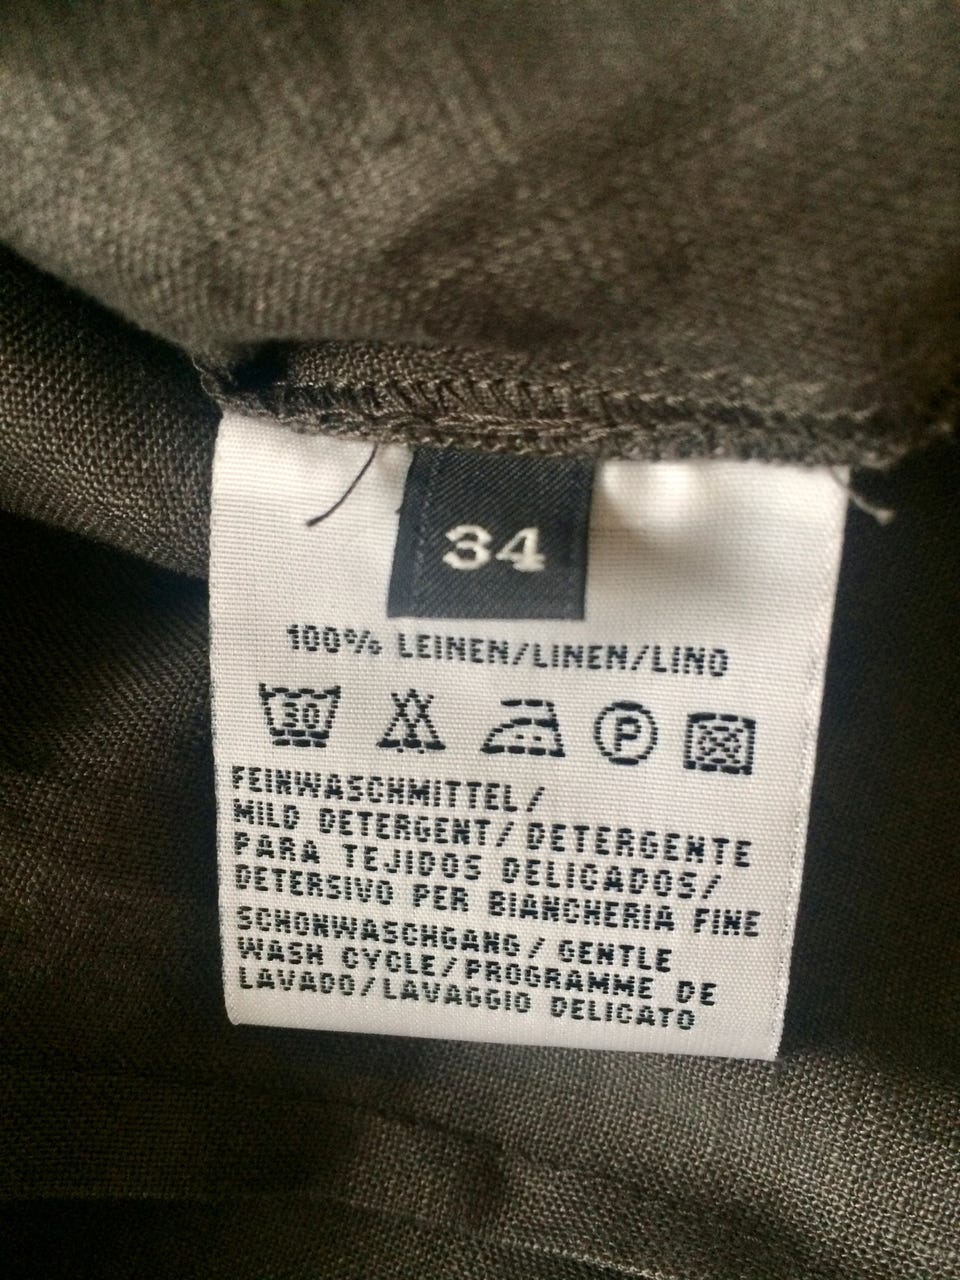 34
100% LEINEN/LINEN/LINO
30 P
FEINWASCHMITTEL/
MILD DETERGENT/DETERGENTE
PARA TEJIDOS DELICADOS/
DETERSIVO PER BIANCHERIA FINE
SCHONWASCHGANG/GENTLE
WASH CYCLE/PROGRAMME DE
LAVADO/LAVAGGIO DELICATO